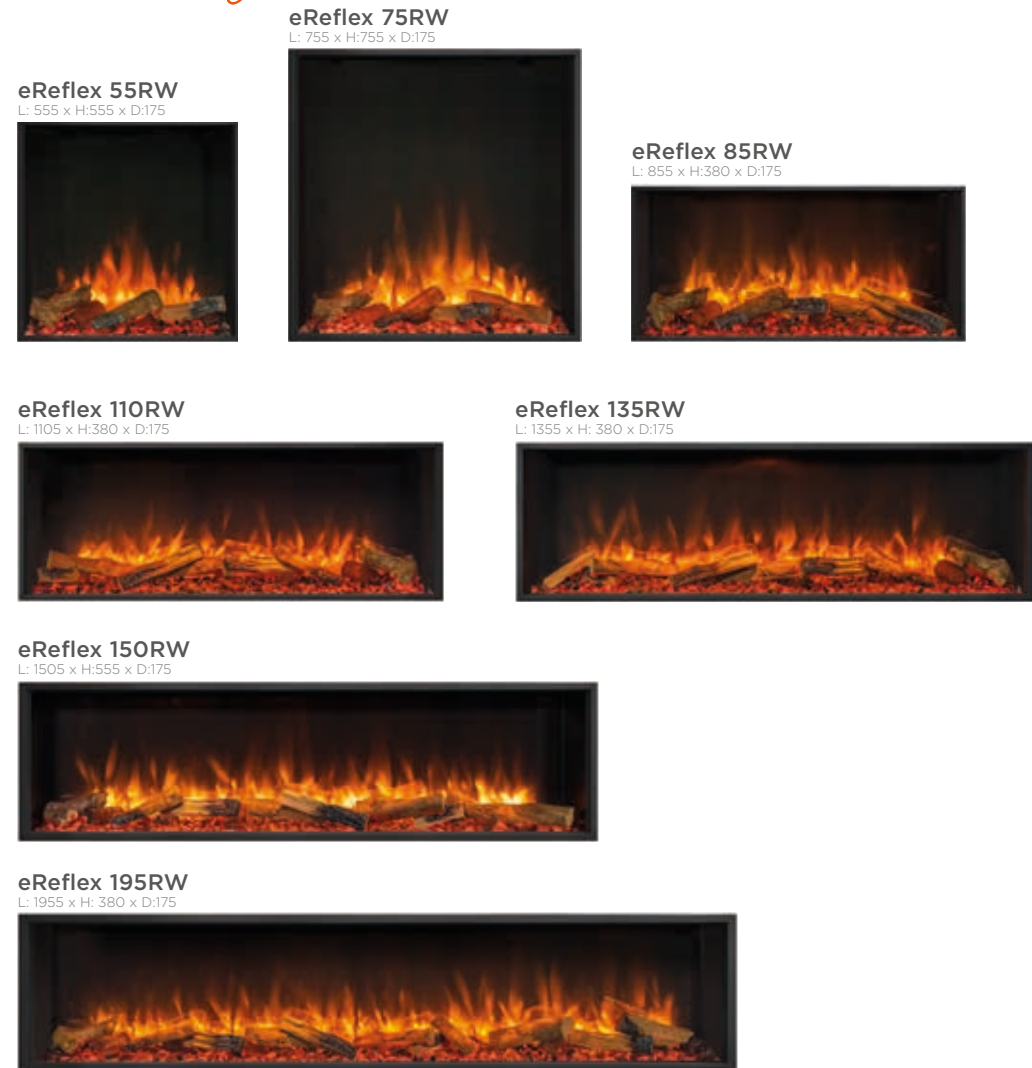 eReflex 75RW
L: 755 x H:755 x D:175
eReflex 55RW
L: 555 x H:555 x D:175
eReflex 85RW
L: 855 x H:380 x D:175
eReflex 110RW
L: 1105 x H:380 x D:175
eReflex 135RW
L: 1355 x H: 380 x D:175
eReflex 150RW
L: 1505 x H:555 x D:175
eReflex 195RW
L: 1955 x H: 380 x D:175